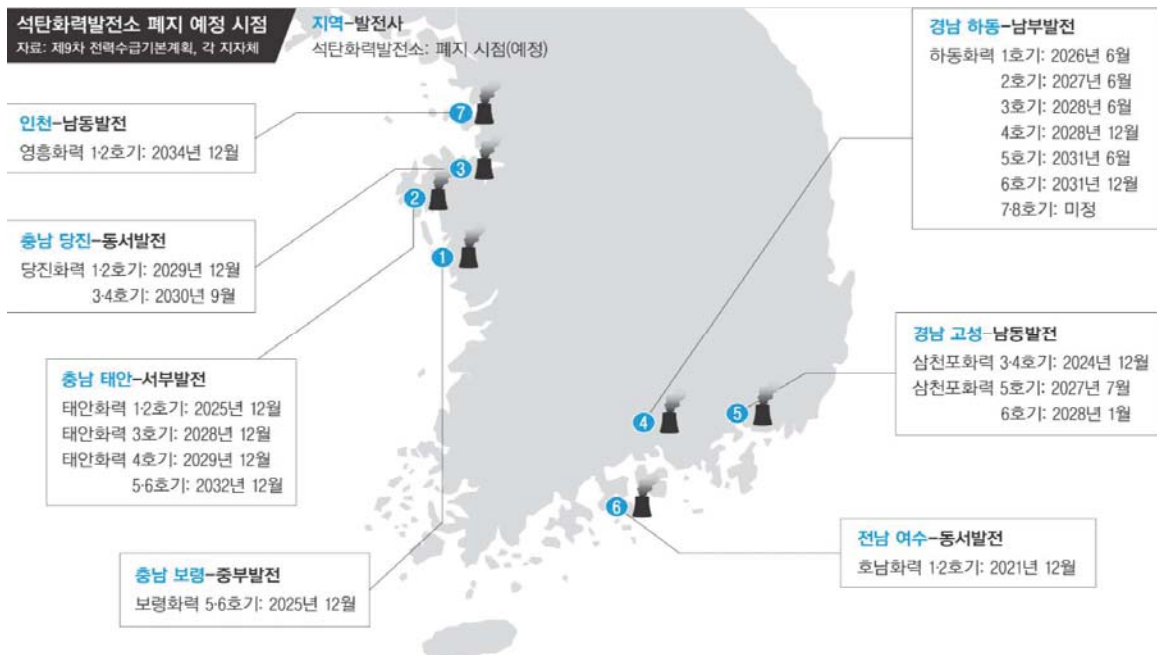 석탄화력발전소 폐지 예정 시점
자료: 제9차 전력수급기본계획, 각 지자체
지역-발전사
석탄화력발전소: 폐지 시점(예정)
인천-남동발전
영흥화력 1·2호기: 2034년 12월
충남 당진-동서발전
당진화력 1·2호기: 2029년 12월
3·4호기: 2030년 9월
충남 태안-서부발전
태안화력 1·2호기: 2025년 12월
태안화력 3호기: 2028년 12월
태안화력 4호기: 2029년 12월
5·6호기: 2032년 12월
충남 보령-중부발전
보령화력 5·6호기: 2025년 12월
경남 하동-남부발전
하동화력 1호기: 2026년 6월
2호기: 2027년 6월
3호기: 2028년 6월
4호기: 2028년 12월
5호기: 2031년 6월
6호기: 2031년 12월
7·8호기: 미정
경남 고성-남동발전
삼천포화력 3·4호기: 2024년 12월
삼천포화력 5호기: 2027년 7월
6호기: 2028년 1월
전남 여수-동서발전
호남화력 1·2호기: 2021년 12월
7
3
2
1
4
5
6